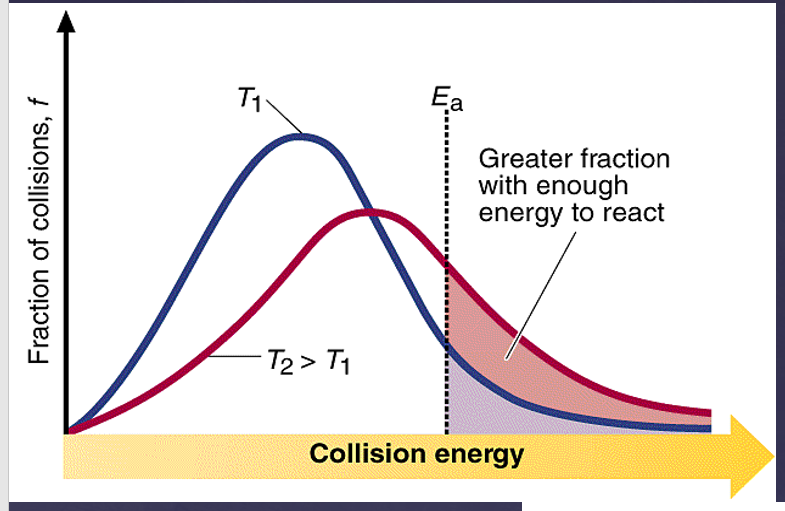 T1
Ea
Greater fraction
with enough
energy to react
Fraction of collisions, f
T2 > T1
Collision energy